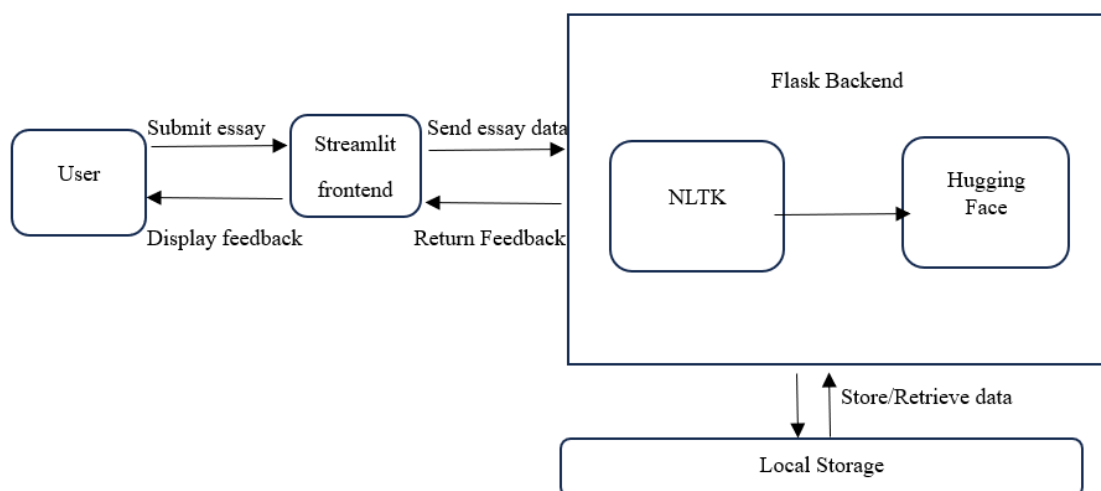 Flask Backend
Submit essay
Send essay data
User
Streamlit
frontend
NLTK
Hugging
Face
Display feedback
Return Feedback
Store/Retrieve data
Local Storage